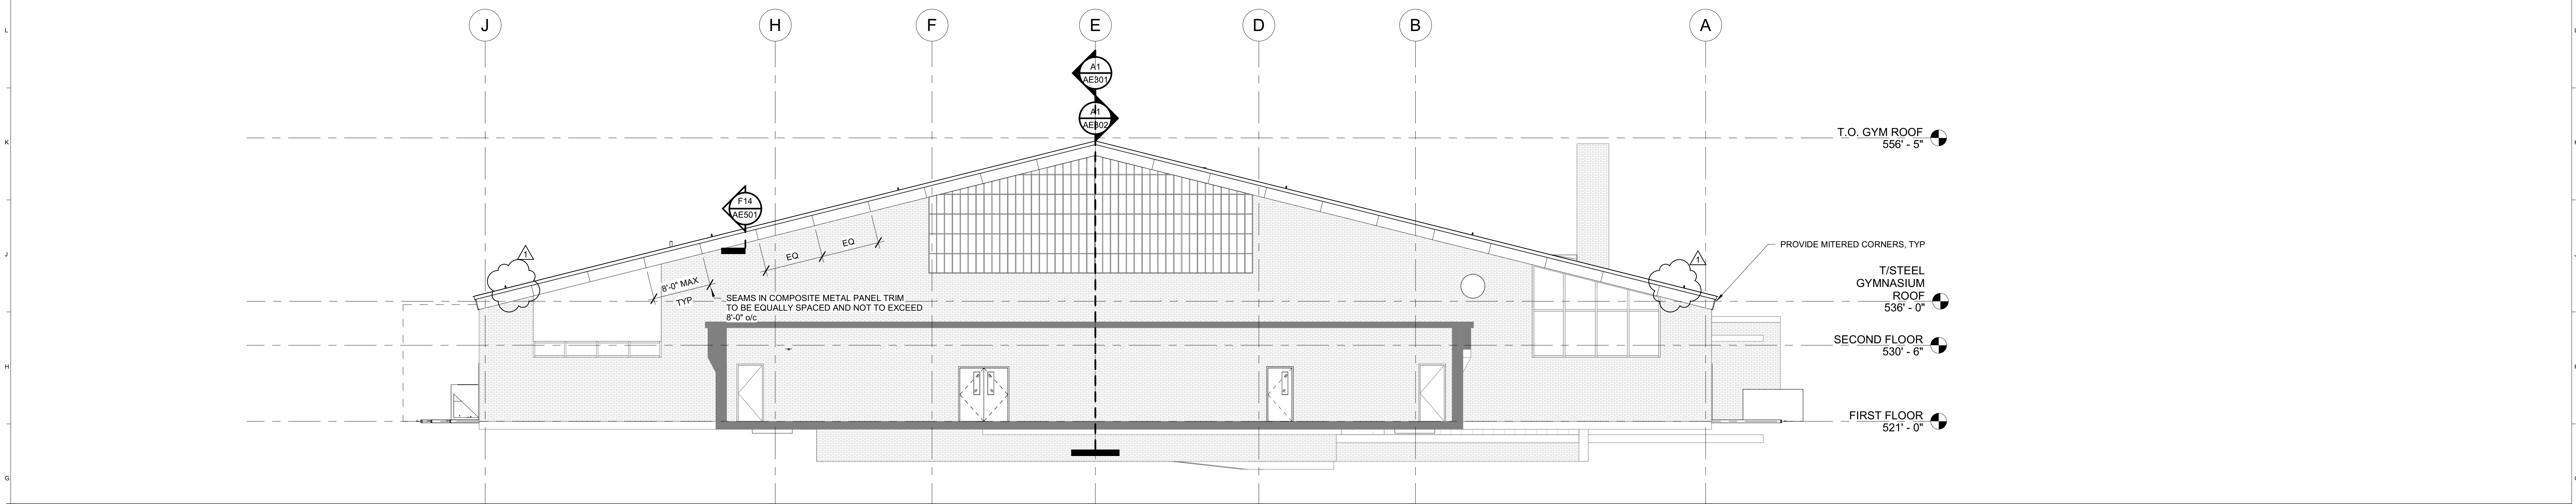 J
H
F
E
D
B
A
L
K
J
H
G
A1
AE301
A1
AE302
F14
AE501
1
1
EQ
EQ
8'-0" MAX
TYP
SEAMS IN COMPOSITE METAL PANEL TRIM
TO BE EQUALLY SPACED AND NOT TO EXCEED
8'-0" o/c
PROVIDE MITERED CORNERS, TYP
T.O. GYM ROOF
556' - 5"
T/STEEL
GYMNASIUM
ROOF
536' - 0"
SECOND FLOOR
530' - 6"
FIRST FLOOR
521' - 0"